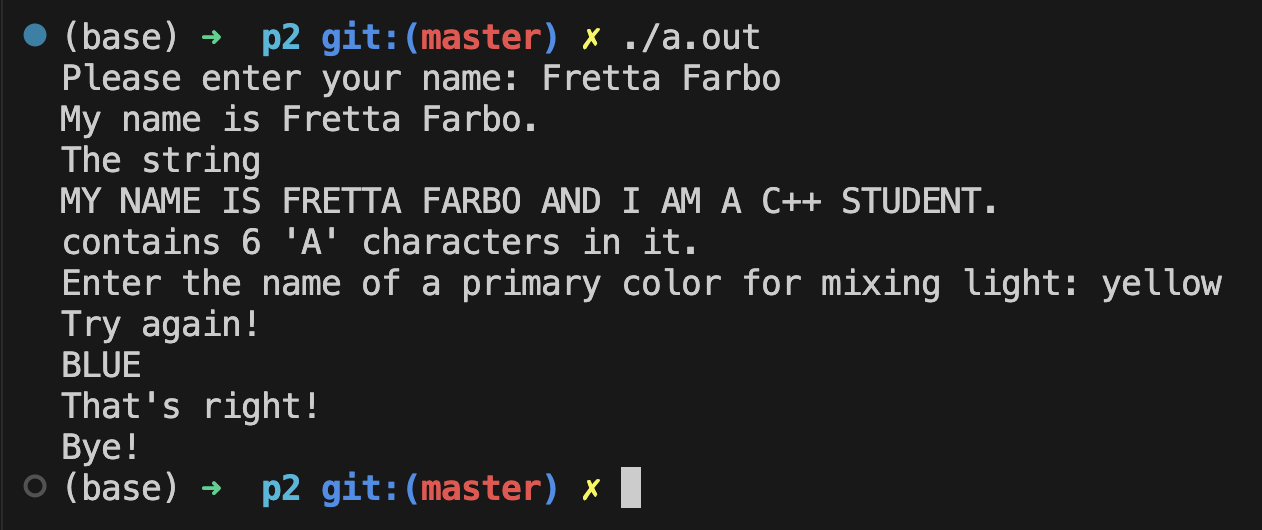 (base) ➜  p2 git:(master) ✗ ./a.out
Please enter your name: Fretta Farbo
My name is Fretta Farbo.
The string
MY NAME IS FRETTA FARBO AND I AM A C++ STUDENT.
contains 6 'A' characters in it.
Enter the name of a primary color for mixing light: yellow
Try again!
BLUE
That's right!
Bye!
(base) ➜  p2 git:(master) ✗